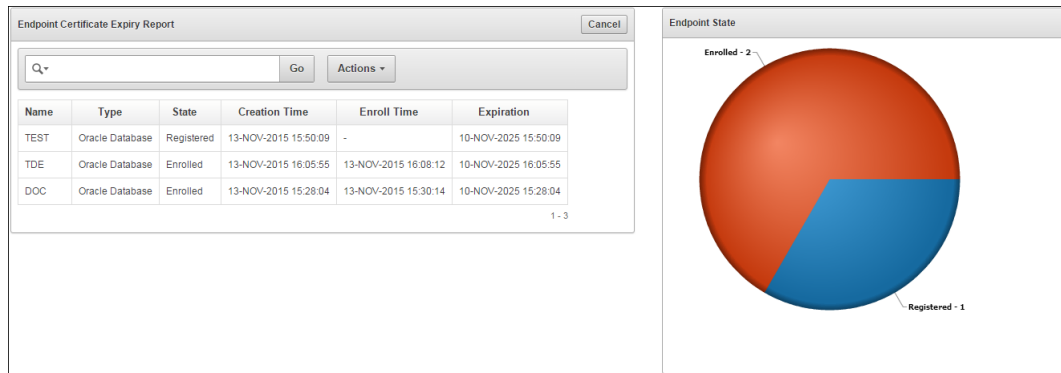 Endpoint Certificate Expiry Report
Cancel
Go
Actions
Name Type State Creation Time Enroll Time Expiration
TEST Oracle Database Registered 13-NOV-2015 15:50:09 - 10-NOV-2025 15:50:09
TDE Oracle Database Enrolled 13-NOV-2015 16:05:55 13-NOV-2015 16:08:12 10-NOV-2025 16:05:55
DOC Oracle Database Enrolled 13-NOV-2015 15:28:04 13-NOV-2015 15:30:14 10-NOV-2025 15:28:04
1 - 3
Endpoint State
Enrolled - 2
Registered - 1